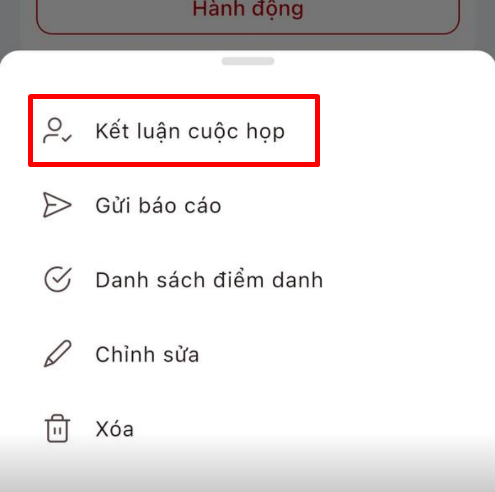 Hành động
Kết luận cuộc họp
Gửi báo cáo
Danh sách điểm danh
Chỉnh sửa
Xóa